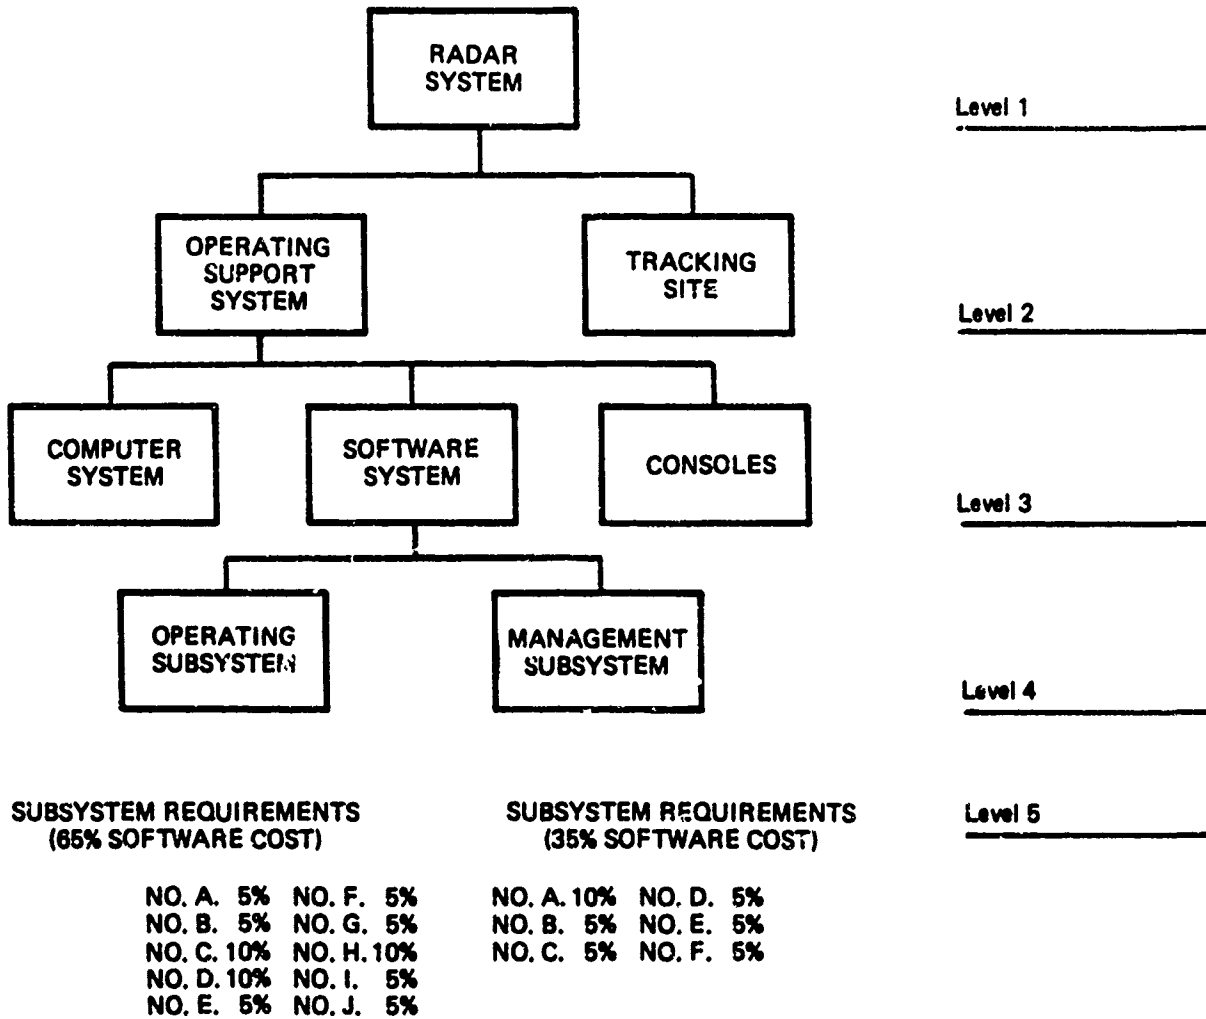 RADAR
SYSTEM
Level 1
OPERATING
SUPPORT
SYSTEM
TRACKING
SITE
Level 2
COMPUTER
SYSTEM
SOFTWARE
SYSTEM
CONSOLES
Level 3
OPERATING
SUBSYSTEM
MANAGEMENT
SUBSYSTEM
Level 4
SUBSYSTEM REQUIREMENTS
(65% SOFTWARE COST)
SUBSYSTEM REQUIREMENTS
(35% SOFTWARE COST)
Level 5
NO. A. 5% NO. F. 5%
NO. B. 5% NO. G. 5%
NO. C. 10% NO. H. 10%
NO. D. 10% NO. I. 5%
NO. E. 5% NO. J. 5%
NO. A. 10% NO. D. 5%
NO. B. 5% NO. E. 5%
NO. C. 5% NO. F. 5%